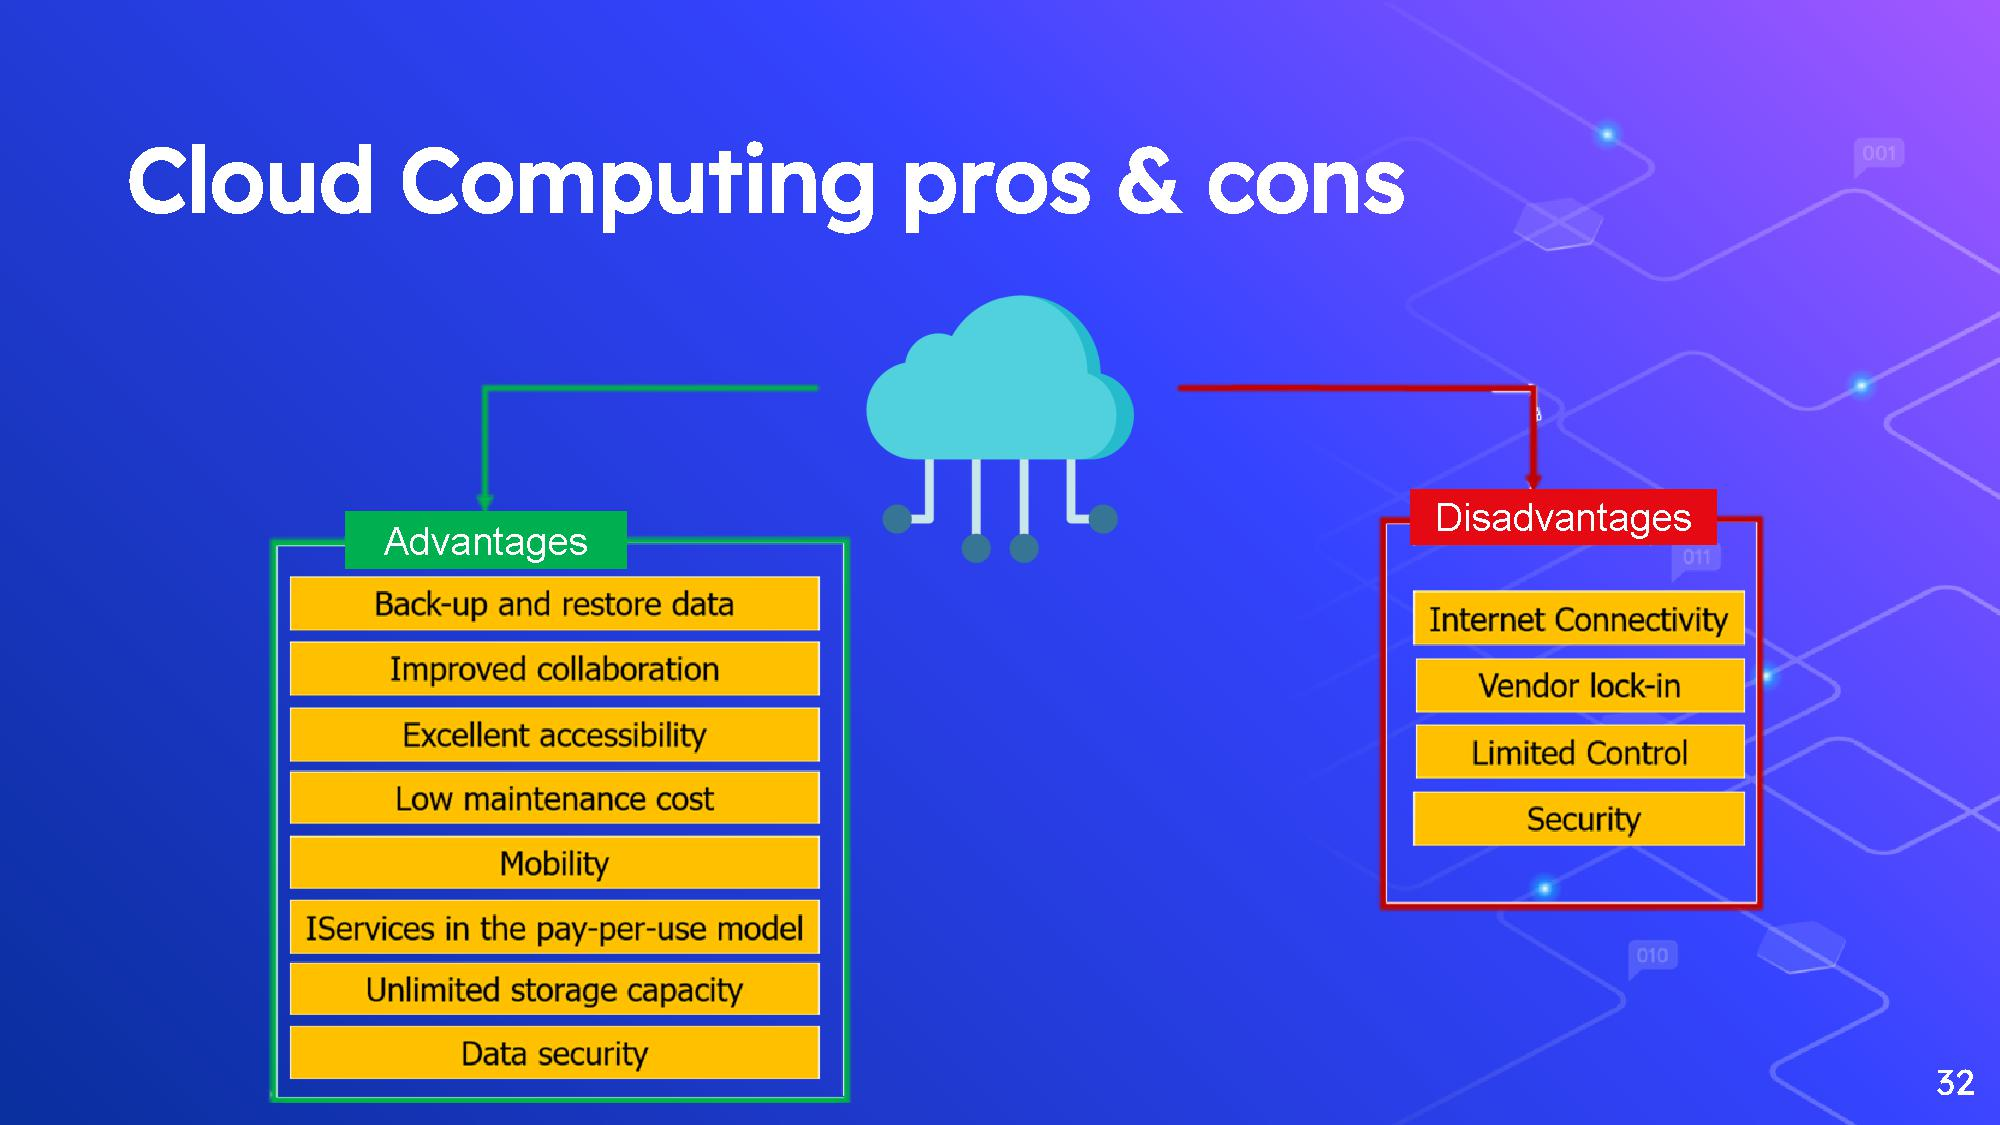 Cloud Computing pros & cons
001
Advantages
Back-up and restore data
Improved collaboration
Excellent accessibility
Low maintenance cost
Mobility
IServices in the pay-per-use model
Unlimited storage capacity
Data security
Disadvantages
011
Internet Connectivity
Vendor lock-in
Limited Control
Security
010
32